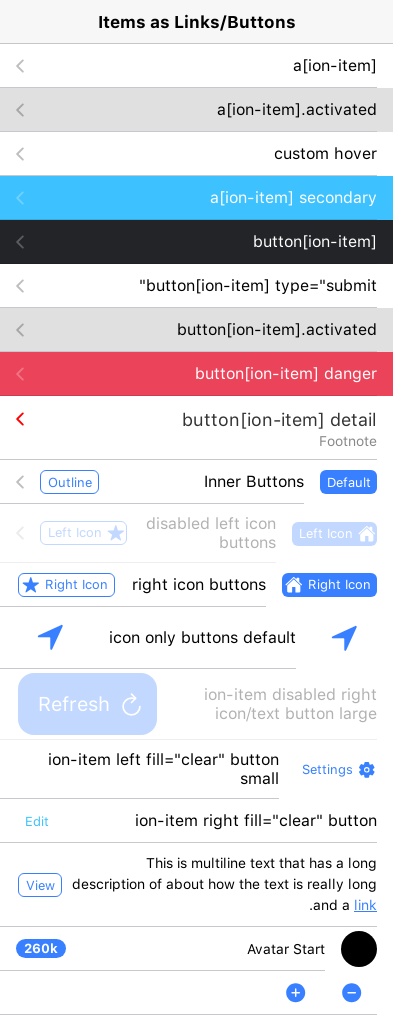 Items as Links/Buttons
a[ion-item]
a[ion-item].activated
custom hover
a[ion-item] secondary
button[ion-item]
"button[ion-item] type="submit
button[ion-item].activated
button[ion-item] danger
button[ion-item] detail
Footnote
Default
Inner Buttons
Outline
Left Icon
disabled left icon
buttons
Left Icon
Right Icon
right icon buttons
Right Icon
icon only buttons default
ion-item disabled right
icon/text button large
Refresh
Settings
ion-item left fill="clear" button
small
ion-item right fill="clear" button
Edit
This is multiline text that has a long
description of about how the text is really long
.and a link
View
Avatar Start
260k